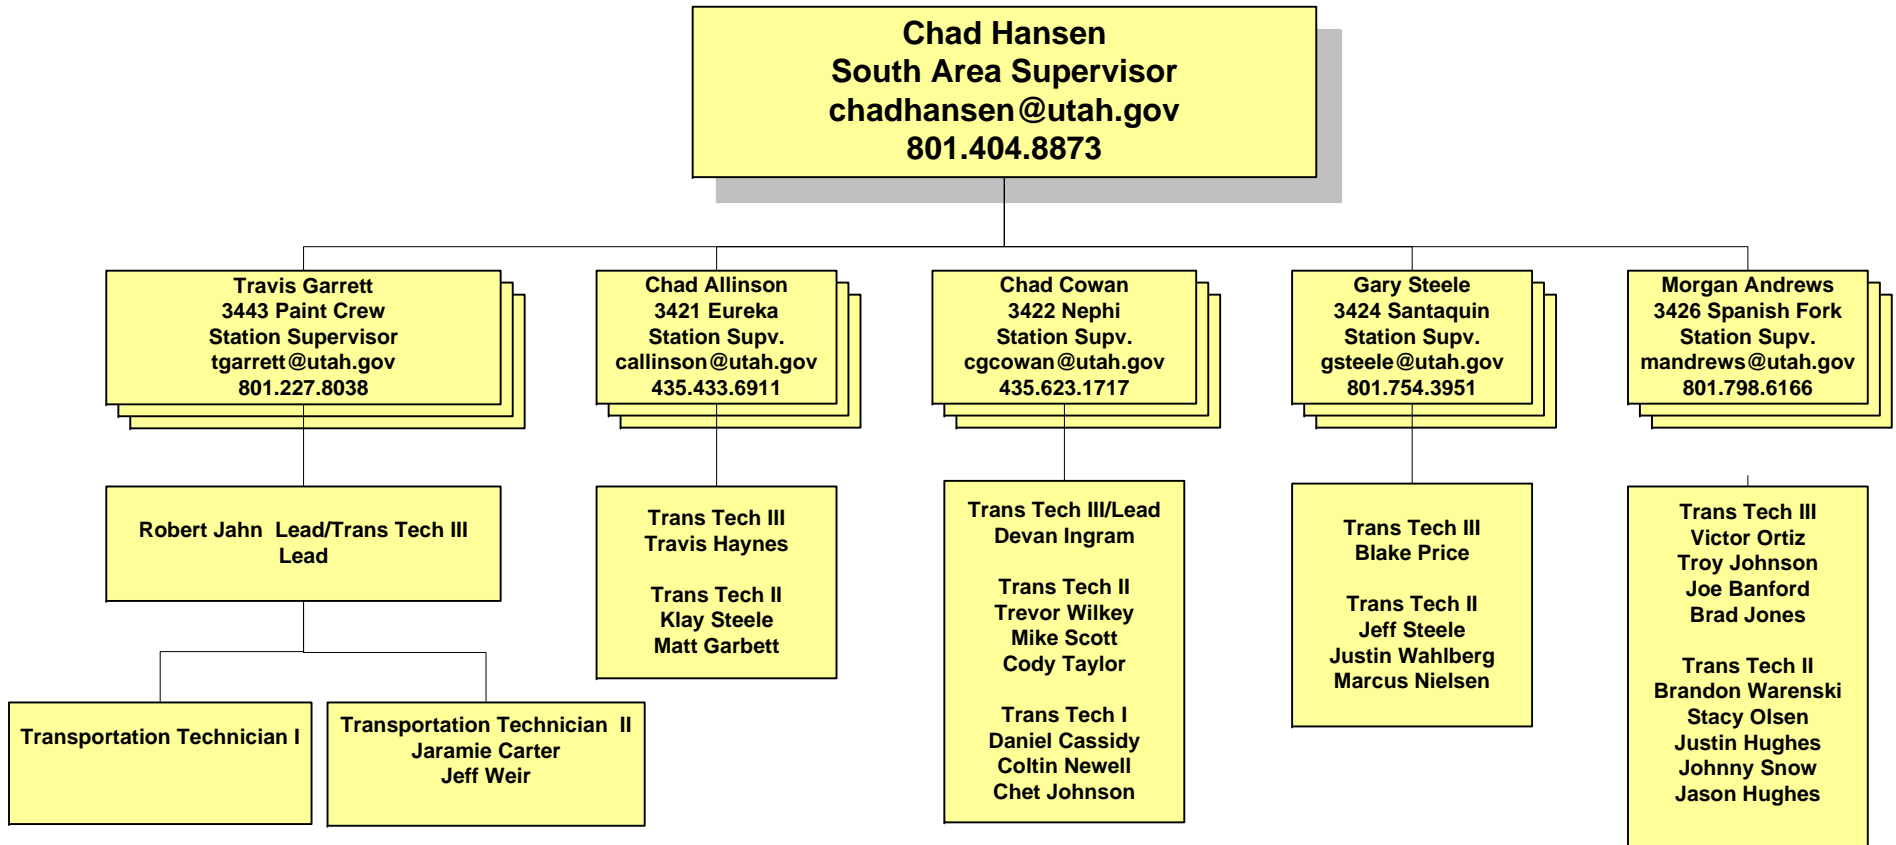 Chad Hansen
South Area Supervisor
chadhansen@utah.gov
801.404.8873
Travis Garrett
3443 Paint Crew
Station Supervisor
tgarrett@utah.gov
801.227.8038
Chad Allinson
3421 Eureka
Station Supv.
callinson@utah.gov
435.433.6911
Chad Cowan
3422 Nephi
Station Supv.
cgcowan@utah.gov
435.623.1717
Gary Steele
3424 Santaquin
Station Supv.
gsteele@utah.gov
801.754.3951
Morgan Andrews
3426 Spanish Fork
Station Supv.
mandrews@utah.gov
801.798.6166
Robert Jahn  Lead/Trans Tech III
Lead
Transportation Technician I
Transportation Technician  II
Jaramie Carter
Jeff Weir
Trans Tech III
Travis Haynes
Trans Tech II
Klay Steele
Matt Garbett
Trans Tech III/Lead
Devan Ingram
Trans Tech II
Trevor Wilkey
Mike Scott
Cody Taylor
Trans Tech I
Daniel Cassidy
Coltin Newell
Chet Johnson
Trans Tech III
Blake Price
Trans Tech II
Jeff Steele
Justin Wahlberg
Marcus Nielsen
Trans Tech III
Victor Ortiz
Troy Johnson
Joe Banford
Brad Jones
Trans Tech II
Brandon Warenski
Stacy Olsen
Justin Hughes
Johnny Snow
Jason Hughes